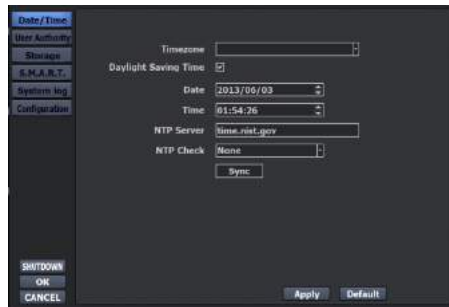 Date/Time
User Authority
Storage
S.M.A.R.T.
System log
Configuration
Timezone
Daylight Saving Time
Date 2013/06/03
Time 01:54:26
NTP Server time.nist.gov
NTP Check None
Sync
SHUTDOWN
OK
CANCEL
Apply Default